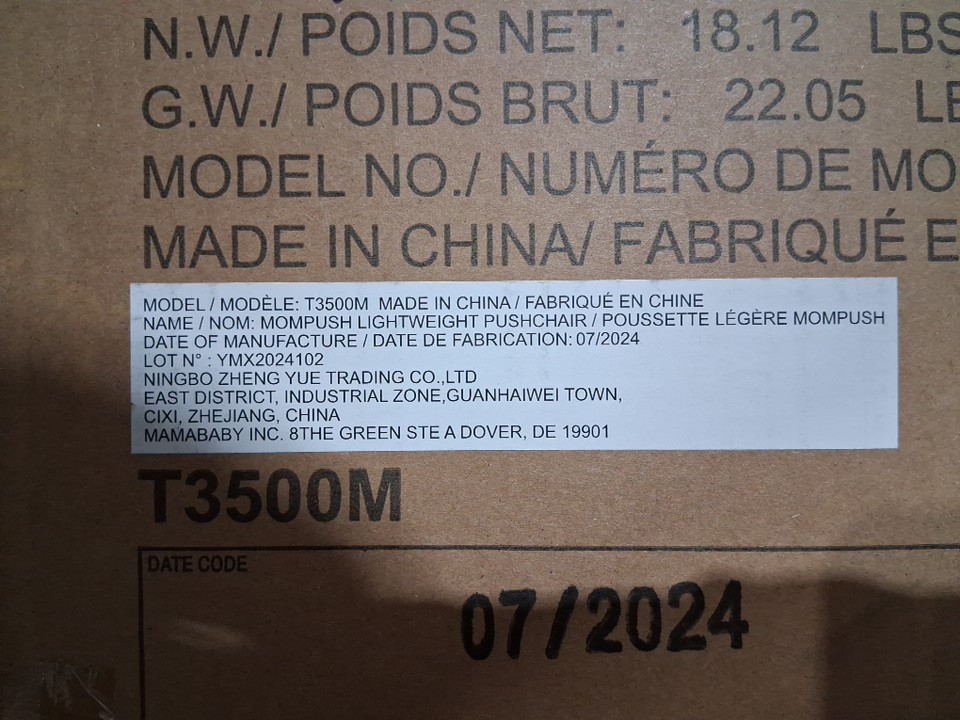 N.W./ POIDS NET: 18.12 LBS
G.W./ POIDS BRUT: 22.05 LB
MODEL NO./ NUMÉRO DE MO
MADE IN CHINA/ FABRIQUÉ E
MODEL / MODÈLE: T3500M MADE IN CHINA / FABRIQUÉ EN CHINE
NAME / NOM: MOMPUSH LIGHTWEIGHT PUSHCHAIR / POUSSETTE LÉGÈRE MOMPUSH
DATE OF MANUFACTURE / DATE DE FABRICATION: 07/2024
LOT N° : YMX2024102
NINGBO ZHENG YUE TRADING CO.,LTD
EAST DISTRICT, INDUSTRIAL ZONE,GUANHAIWEI TOWN,
CIXI, ZHEJIANG, CHINA
MAMABABY INC. 8THE GREEN STE A DOVER, DE 19901
T3500M
DATE CODE
07/2024